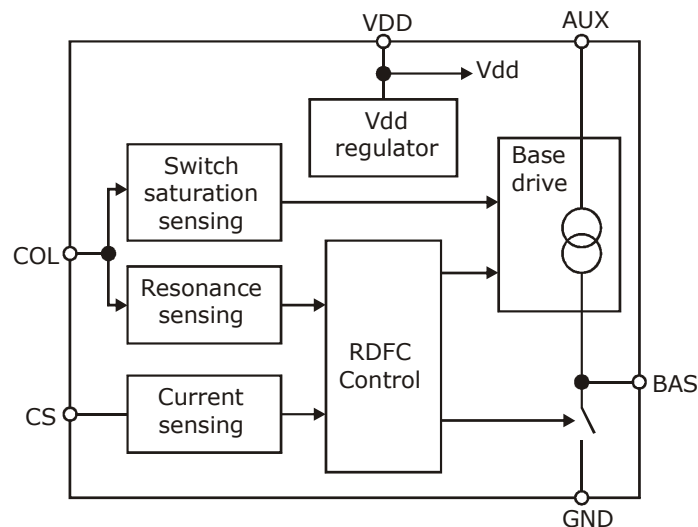 VDD
AUX
Vdd
Vdd
regulator
Base
drive
Switch
saturation
sensing
COL
Resonance
sensing
RDFC
Control
BAS
CS
Current
sensing
GND